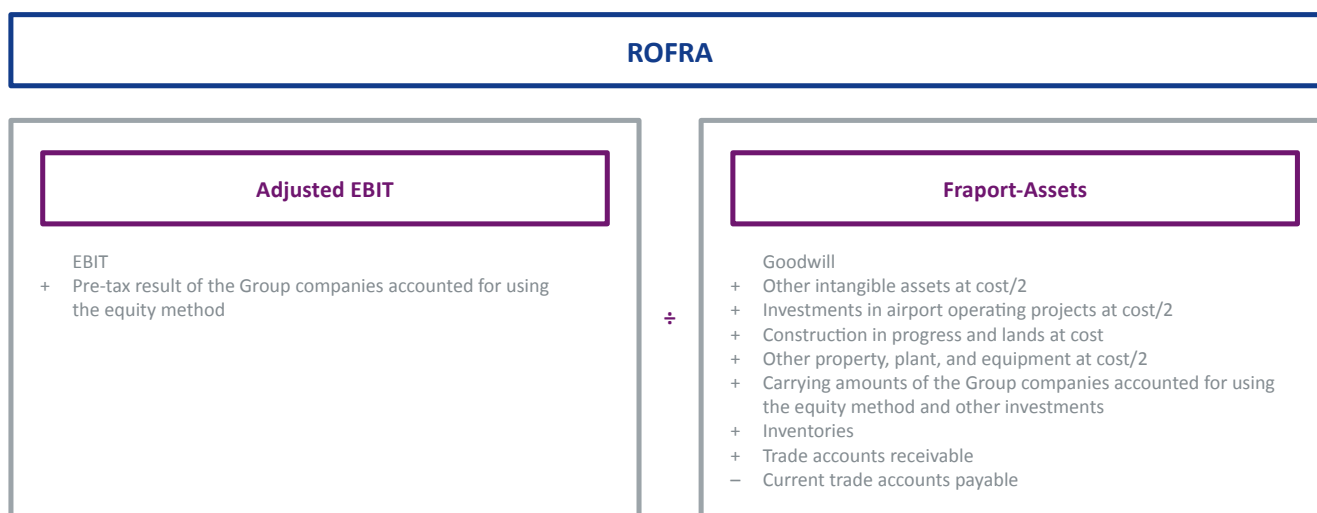 ROFRA
Adjusted EBIT
EBIT
+ Pre-tax result of the Group companies accounted for using
the equity method
÷
Fraport-Assets
Goodwill
+ Other intangible assets at cost/2
+ Investments in airport operating projects at cost/2
+ Construction in progress and lands at cost
+ Other property, plant, and equipment at cost/2
+ Carrying amounts of the Group companies accounted for using
the equity method and other investments
+ Inventories
+ Trade accounts receivable
– Current trade accounts payable